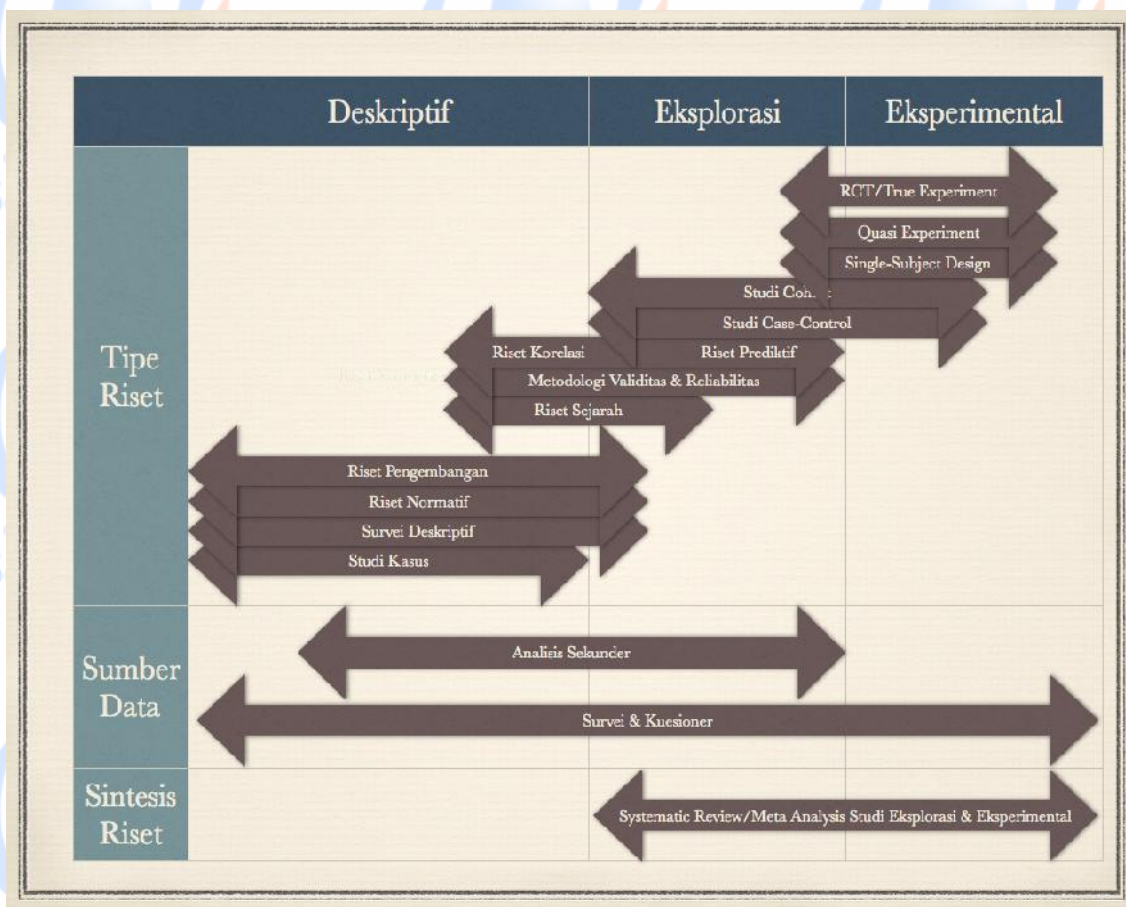 Deskriptif Eksplorasi Eksperimental
Tipe
Riset
RCT/True Experiment
Quasi Experiment
Single-Subject Design
Studi
Studi Case-Control
Riset Korelasi Riset Prediktif
Metodologi Validitas & Reliabilitas
Riset Sejarah
Riset Pengembangan
Riset Normatif
Survei Deskriptif
Studi Kasus
Sumber
Data
Analisis Sekunder
Survei & Kuesioner
Sintesis
Riset
Systematic Review/Meta Analysis Studi Eksplorasi & Eksperimental